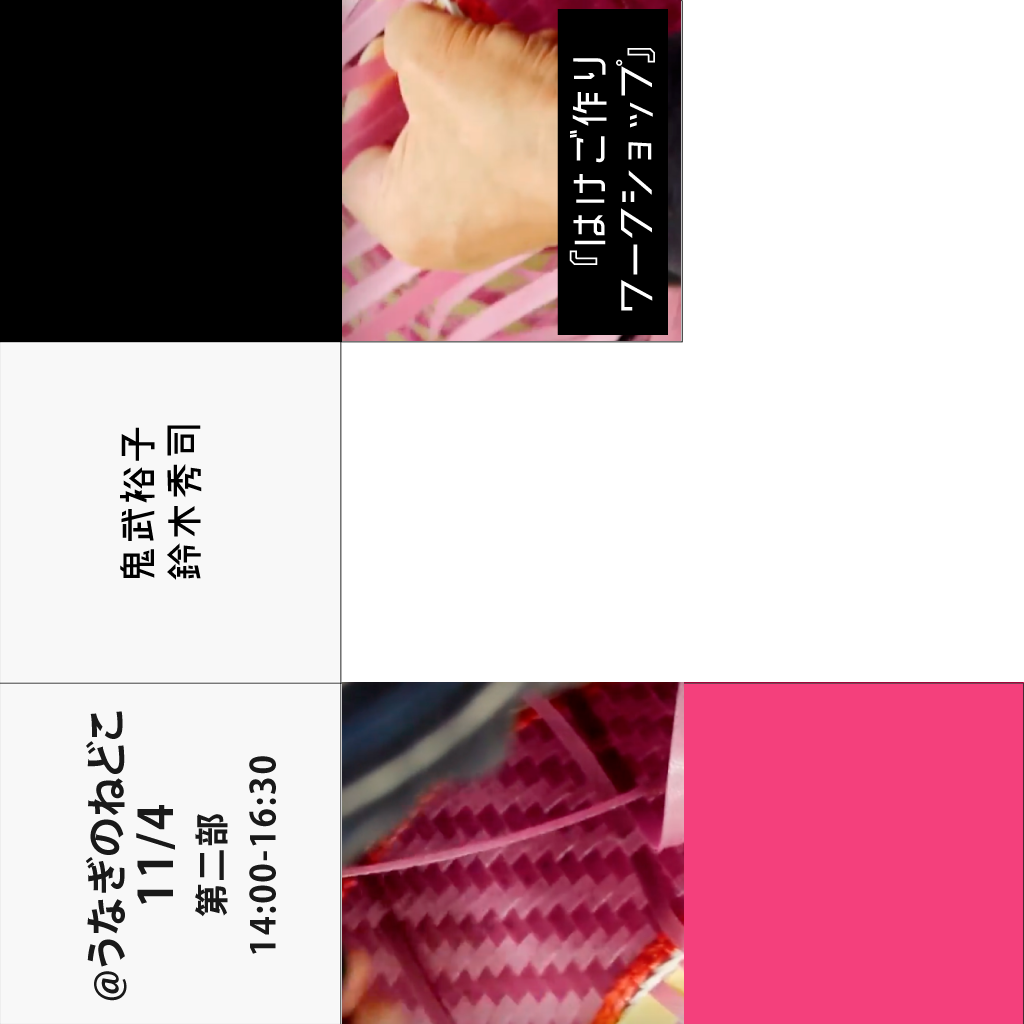 『はけご作り
ワークショップ』
鬼武裕子
鈴木秀司
@うなぎのねどこ
11/4
第二部
14:00-16:30